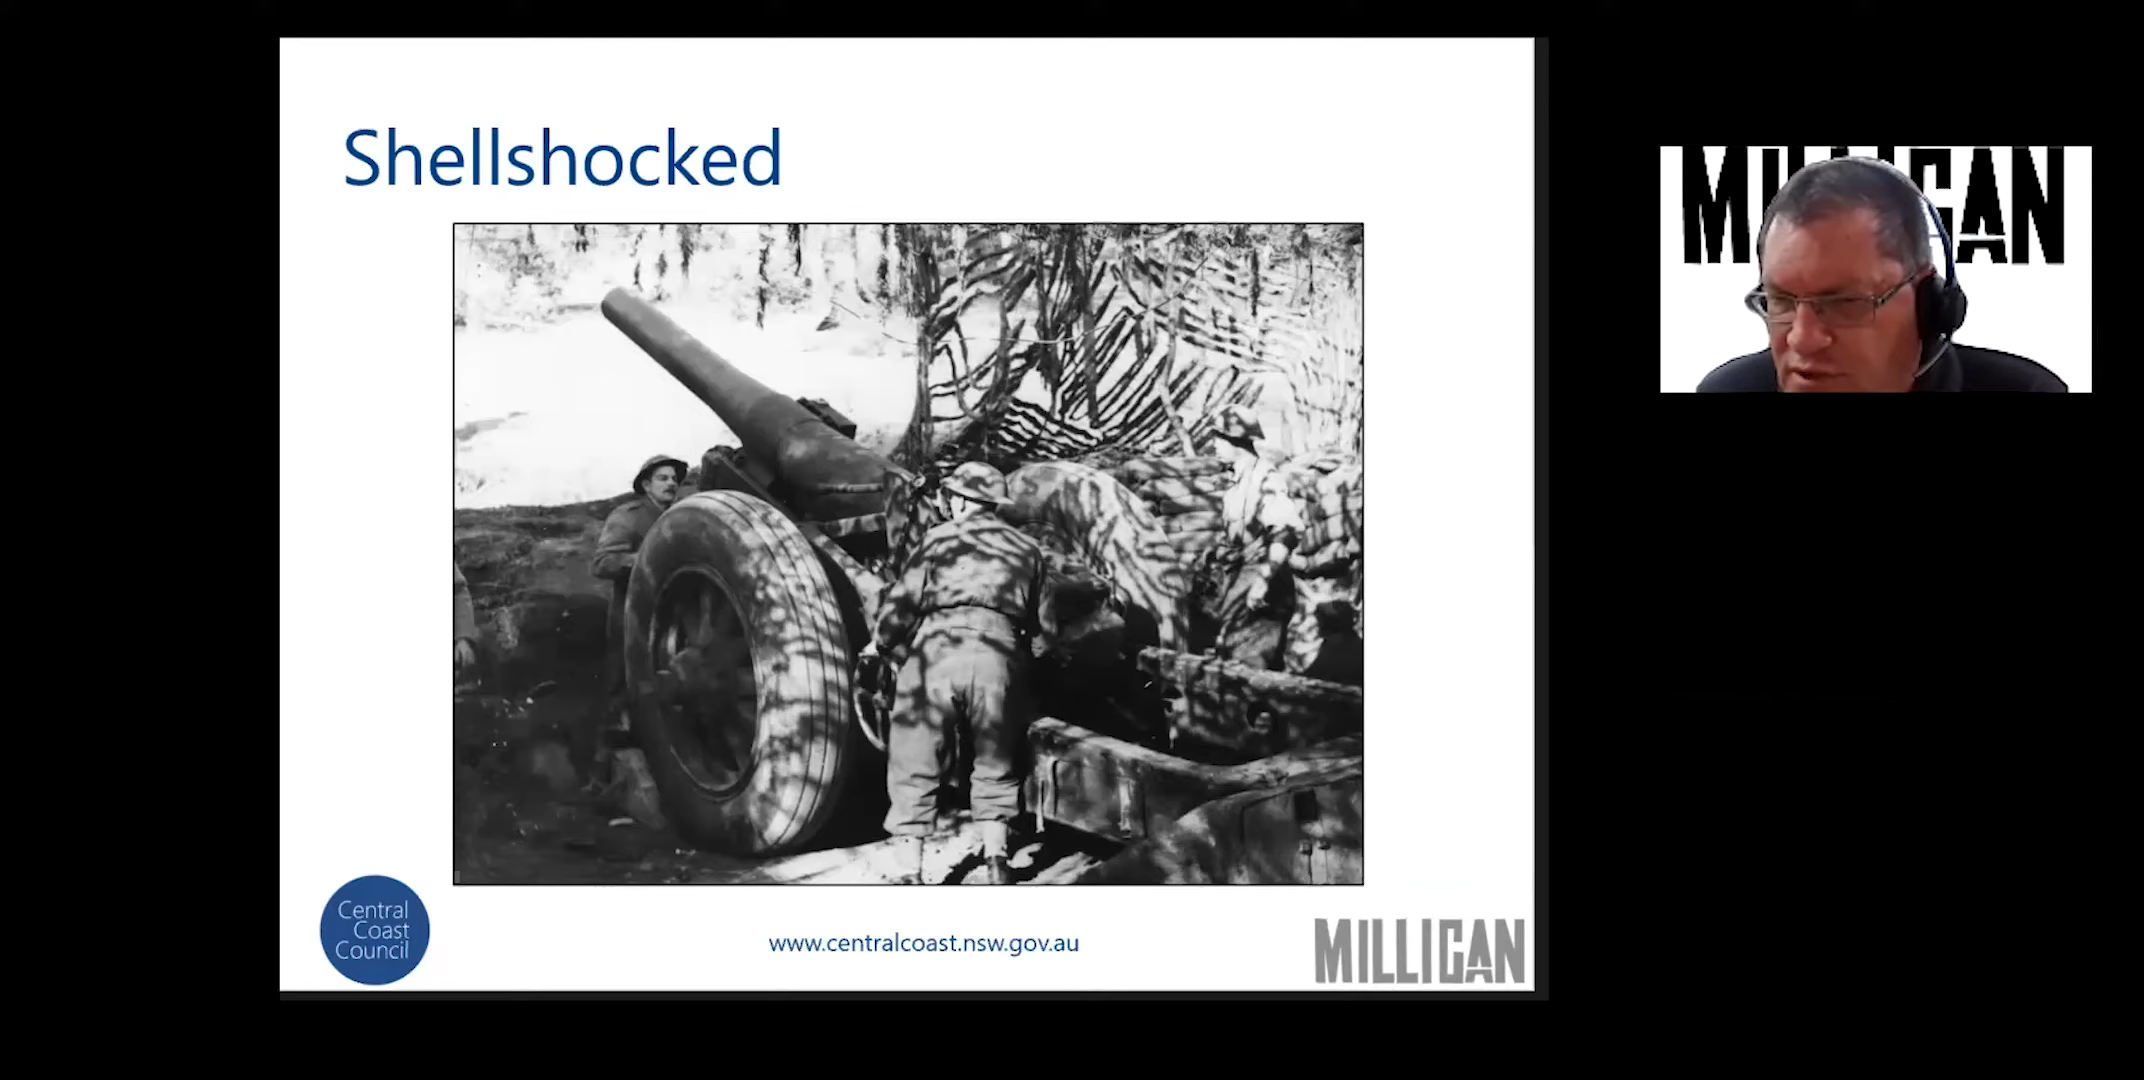 Shellshocked
Central
Coast
Council
www.centralcoast.nsw.gov.au
MILLIGAN
MILLIGAN